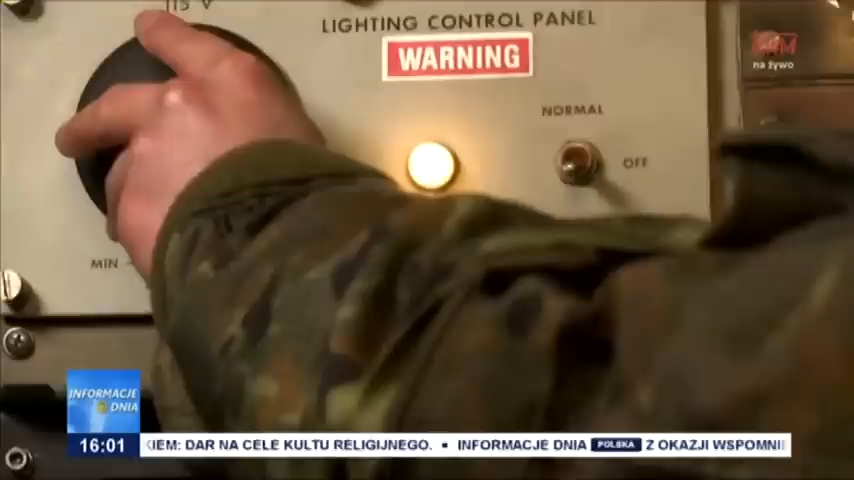 115 V
LIGHTING CONTROL PANEL
WARNING
NORMAL
OFF
MIN
na żywo
INFORMACJE
DNIA
16:01
KIEM: DAR NA CELE KULTU RELIGIJNEGO. ▪ INFORMACJE DNIA POLSKA Z OKAZJI WSPOMNI